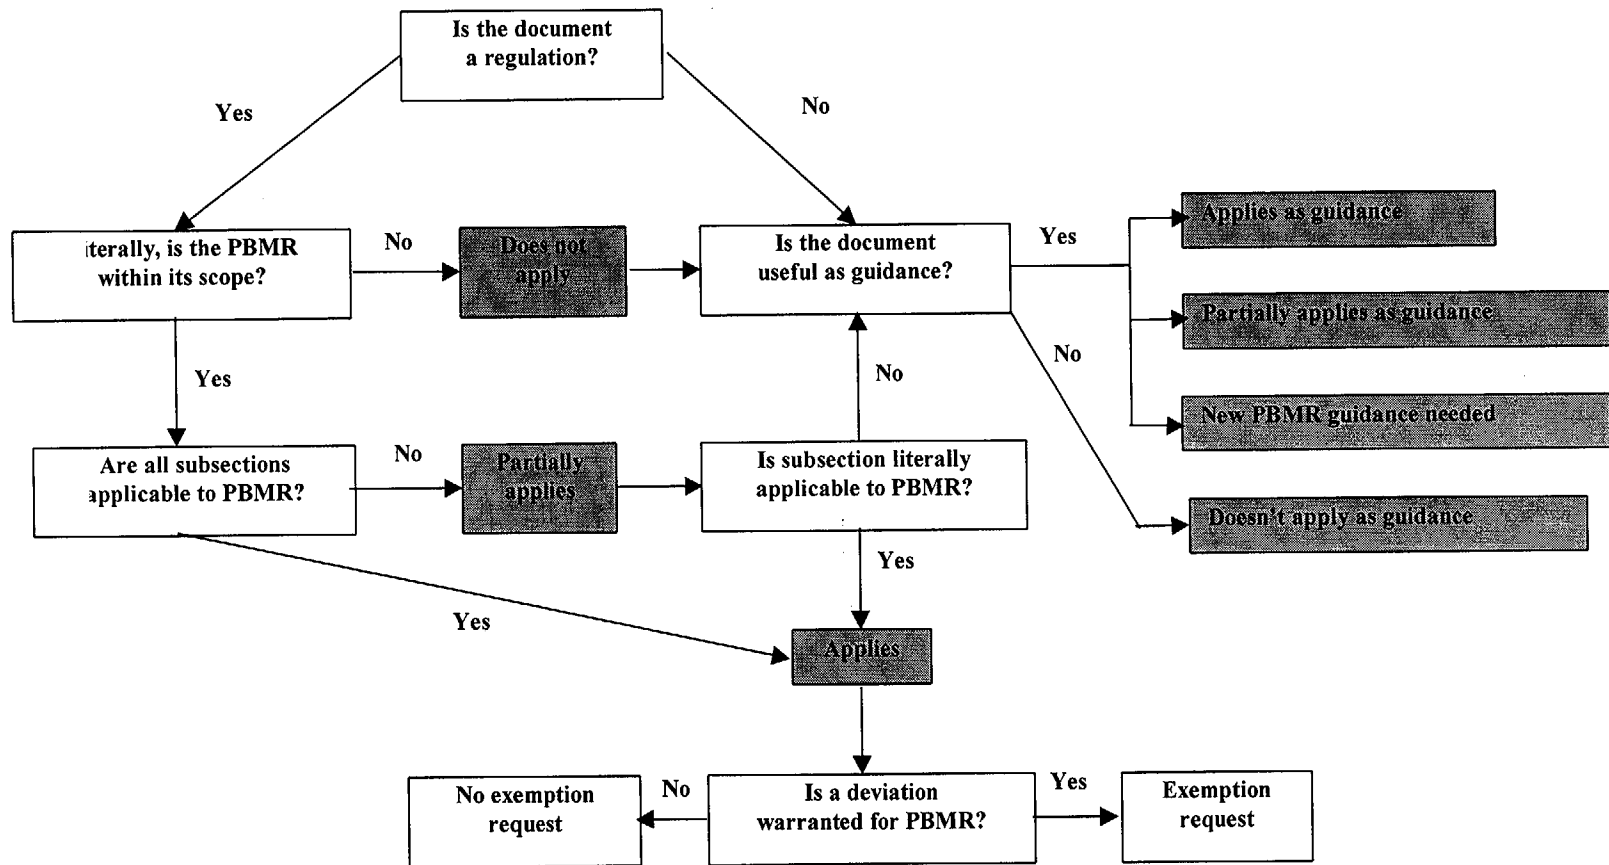 Is the document
a regulation?
Yes
No
iterally, is the PBMR
within its scope?
No
Does not
apply
Is the document
useful as guidance?
Yes
Applies as guidance
Partially applies as guidance
No
New PBMR guidance needed
Doesn't apply as guidance
Yes
No
Are all subsections
applicable to PBMR?
No
Partially
applies
Is subsection literally
applicable to PBMR?
Yes
Yes
Applies
No exemption
request
No
Is a deviation
warranted for PBMR?
Yes
Exemption
request